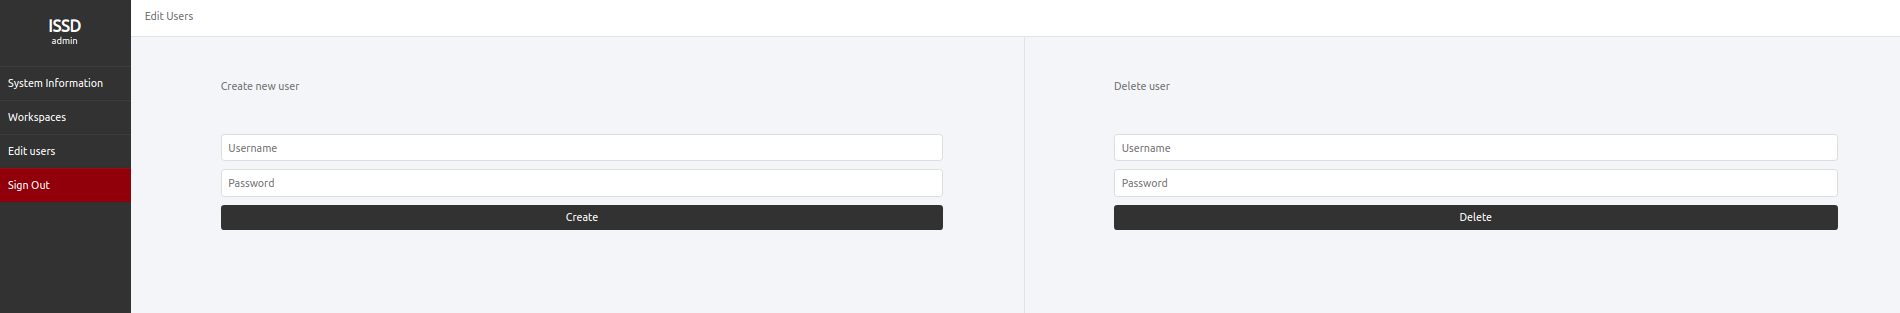 ISSD
admin
System Information
Workspaces
Edit users
Sign Out
Edit Users
Create new user
Username
Password
Create
Delete user
Username
Password
Delete